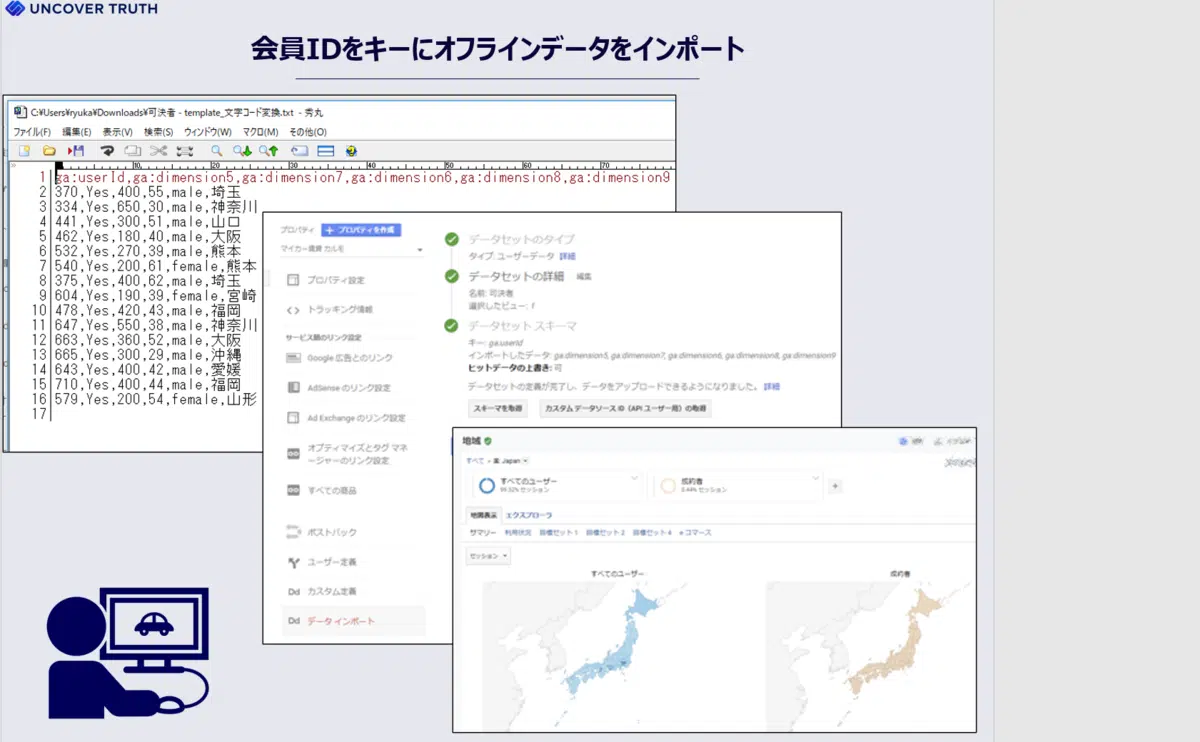 UNCOVER TRUTH
会員IDをキーにオフラインデータをインポート
C:¥Users¥ryuka¥Downloads¥可決者 - template_文字コード変換.txt - 秀丸
ファイル(F) 編集(E) 表示(V) 検索(S) ウィンドウ(W) マクロ(M) その他(O)
10 20 30 40 50 60 70
1 ga:userId,ga:dimension5,ga:dimension7,ga:dimension6,ga:dimension8,ga:dimension9
2 370,Yes,400,55,male,埼玉
3 334,Yes,650,30,male,神奈川
4 441,Yes,300,51,male,山口
5 462,Yes,180,40,male,大阪
6 532,Yes,270,39,male,熊本
7 540,Yes,200,61,female,熊本
8 375,Yes,400,62,male,埼玉
9 604,Yes,190,39,female,宮崎
10 478,Yes,420,43,male,福岡
11 647,Yes,550,38,male,神奈川
12 663,Yes,360,52,male,大阪
13 665,Yes,300,29,male,沖縄
14 643,Yes,400,42,male,愛媛
15 710,Yes,400,44,male,福岡
16 579,Yes,200,54,female,山形
17
プロパティ + プロパティを作成
マイカー賃貸 カルモ
プロパティ設定
トラッキング情報
サービス間のリンク設定
Google 広告とのリンク
AdSense のリンク設定
Ad Exchange のリンク設定
オプティマイズとタグ マネ
ージャーのリンク設定
すべての商品
ポストバック
ユーザー定義
Dd カスタム定義
Dd データ インポート
データセットのタイプ
タイプ: ユーザーデータ 詳細
データセットの詳細 編集
名前: 可決者
選択したビュー: f
データセット スキーマ
キー: ga:userId
インポートしたデータ: ga:dimension5, ga:dimension7, ga:dimension6, ga:dimension8, ga:dimension9
ヒットデータの上書き: 可
データセットの定義が完了し、データをアップロードできるようになりました。 詳細
スキーマを取得 カスタム データソース ID（API ユーザー用）の取得
地域
すべて » 国: Japan
すべてのユーザー
成約者
地図表示 エクスプローラ
サマリー 利用状況 目標セット 1 目標セット 2 目標セット 4 eコマース
セッション
すべてのユーザー
成約者